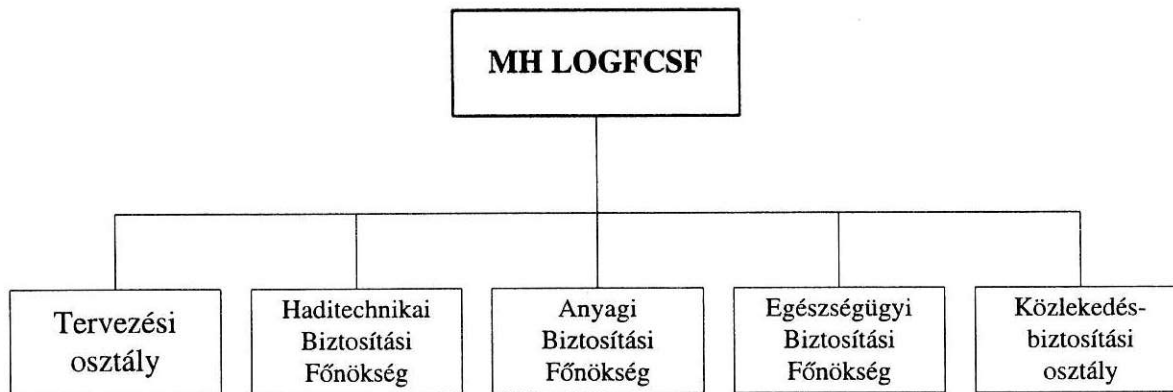 MH LOGFCSF
Tervezési
osztály
Haditechnikai
Biztosítási
Főnökség
Anyagi
Biztosítási
Főnökség
Egészségügyi
Biztosítási
Főnökség
Közlekedés-
biztosítási
osztály